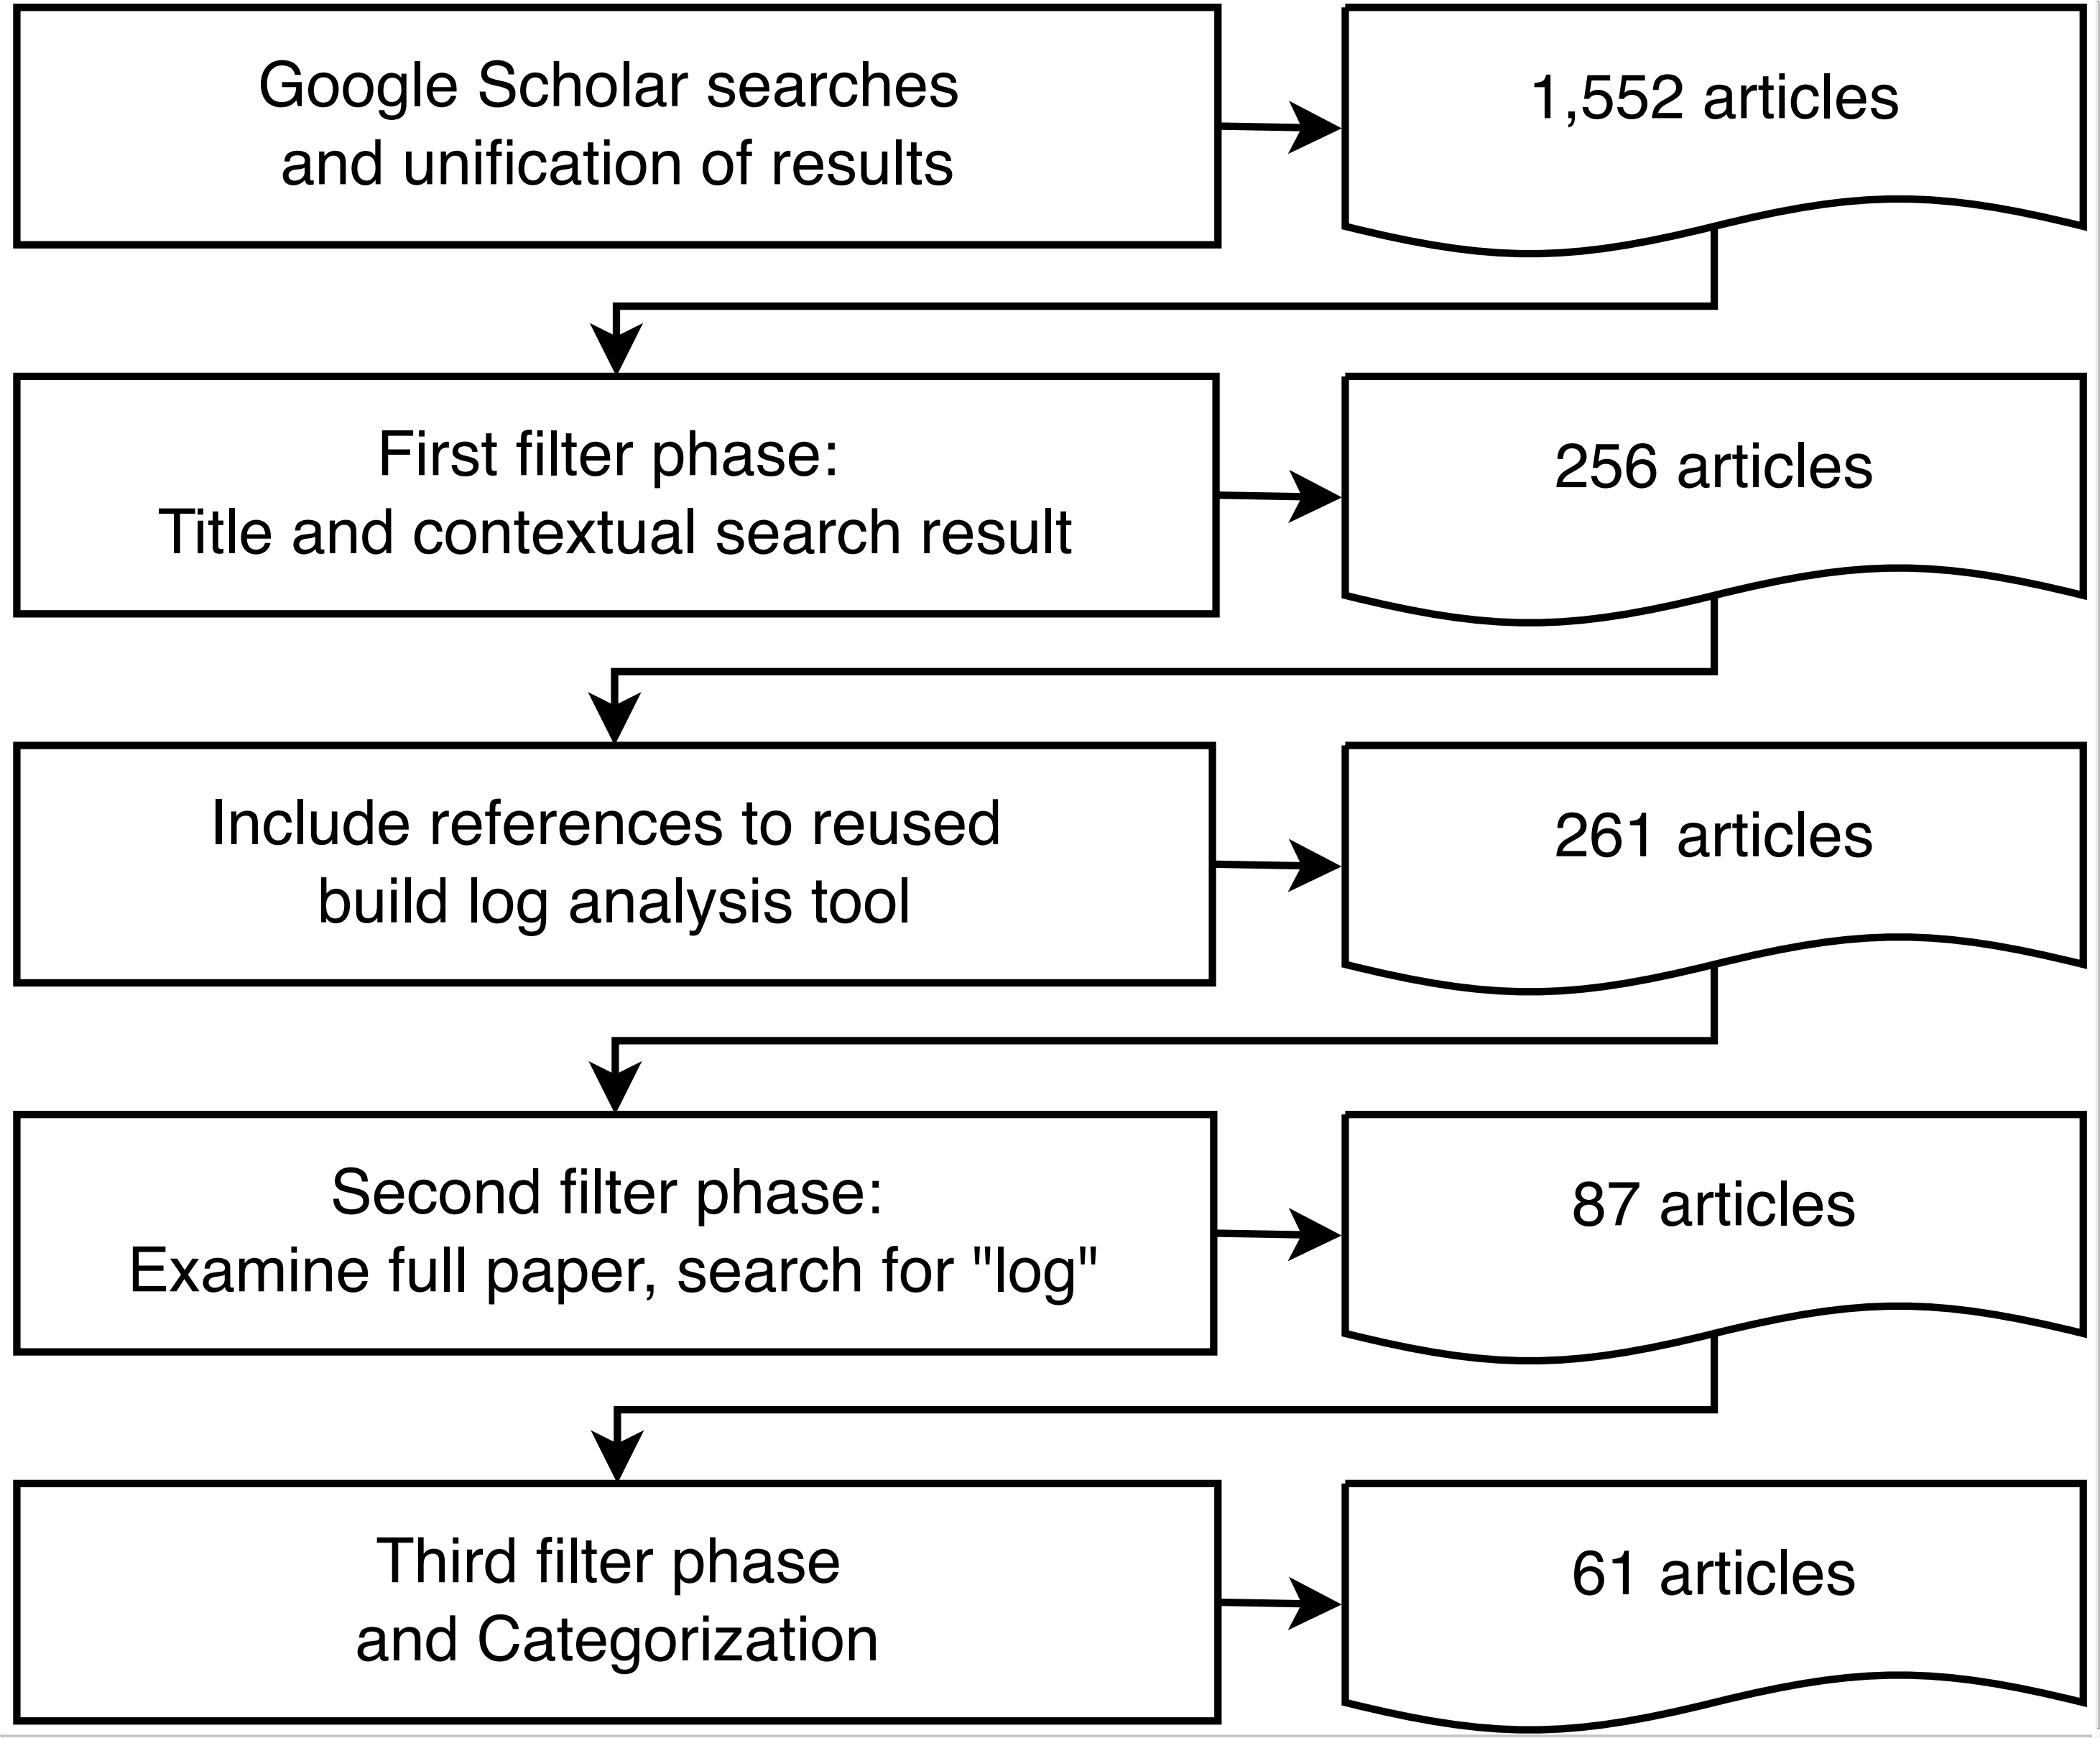 Google Scholar searches
and unification of results
1,552 articles
First filter phase:
Title and contextual search result
256 articles
Include references to reused
build log analysis tool
261 articles
Second filter phase:
Examine full paper, search for "log"
87 articles
Third filter phase
and Categorization
61 articles